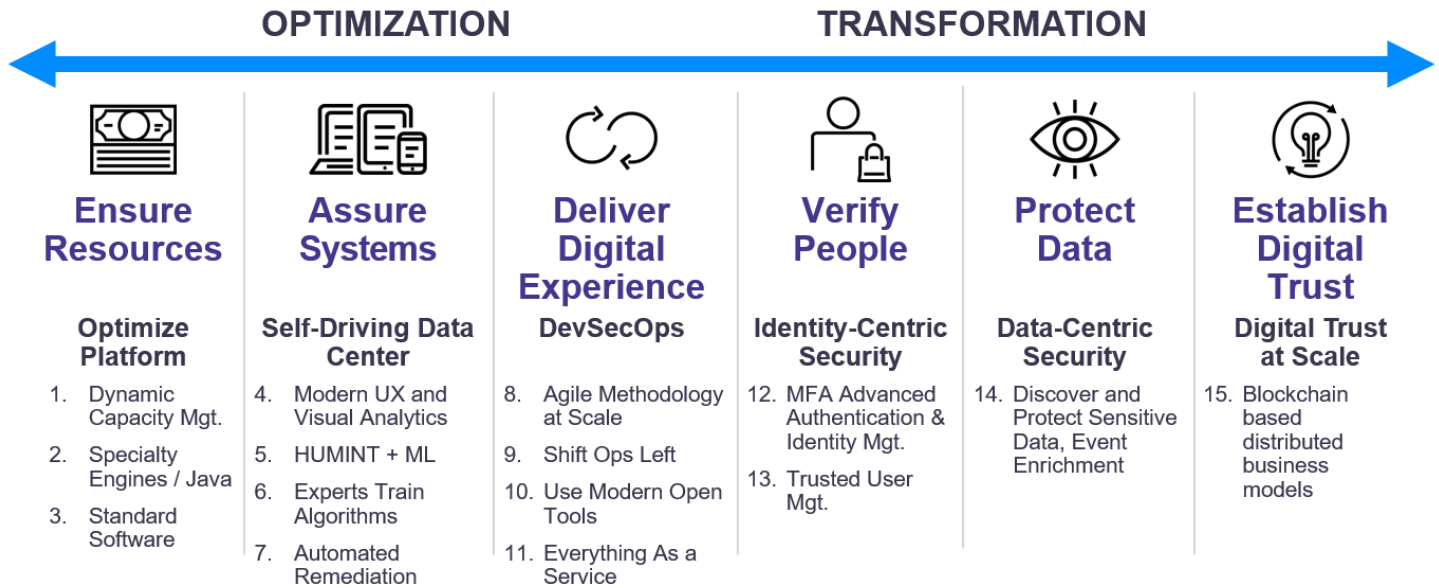 OPTIMIZATION
TRANSFORMATION
Ensure
Resources
Optimize
Platform
1. Dynamic
Capacity Mgt.
2. Specialty
Engines / Java
3. Standard
Software
Assure
Systems
Self-Driving Data
Center
4. Modern UX and
Visual Analytics
5. HUMINT + ML
6. Experts Train
Algorithms
7. Automated
Remediation
Deliver
Digital
Experience
DevSecOps
8. Agile Methodology
at Scale
9. Shift Ops Left
10. Use Modern Open
Tools
11. Everything As a
Service
Verify
People
Identity-Centric
Security
12. MFA Advanced
Authentication &
Identity Mgt.
13. Trusted User
Mgt.
Protect
Data
Data-Centric
Security
14. Discover and
Protect Sensitive
Data, Event
Enrichment
Establish
Digital
Trust
Digital Trust
at Scale
15. Blockchain
based
distributed
business
models